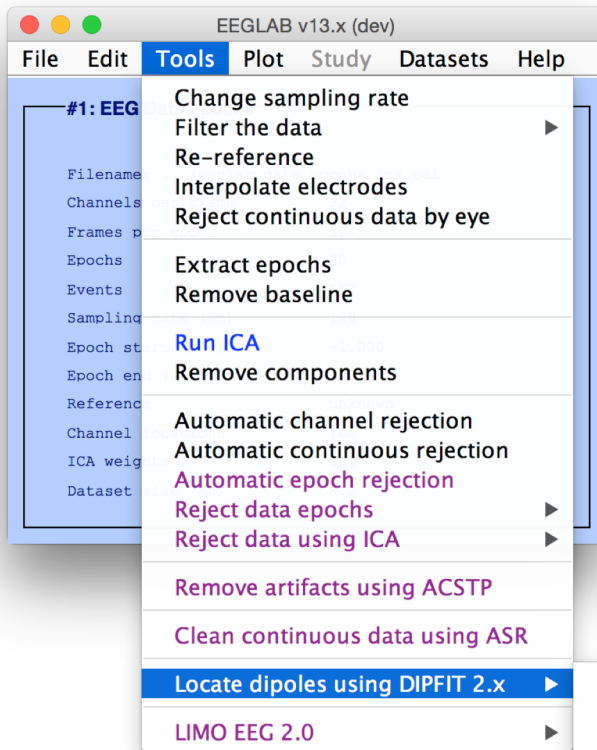 EEGLAB v13.x (dev)
File Edit Tools Plot Study Datasets Help
#1: EEG
Change sampling rate
Filter the data
Re-reference
Interpolate electrodes
Reject continuous data by eye
Extract epochs
Remove baseline
Run ICA
Remove components
Automatic channel rejection
Automatic continuous rejection
Automatic epoch rejection
Reject data epochs
Reject data using ICA
Remove artifacts using ACSTP
Clean continuous data using ASR
Locate dipoles using DIPFIT 2.x
LIMO EEG 2.0
Filename
Channels
Frames
Epochs
Events
Sampling
Epoch
Epoch
Reference
Channel
ICA
Dataset